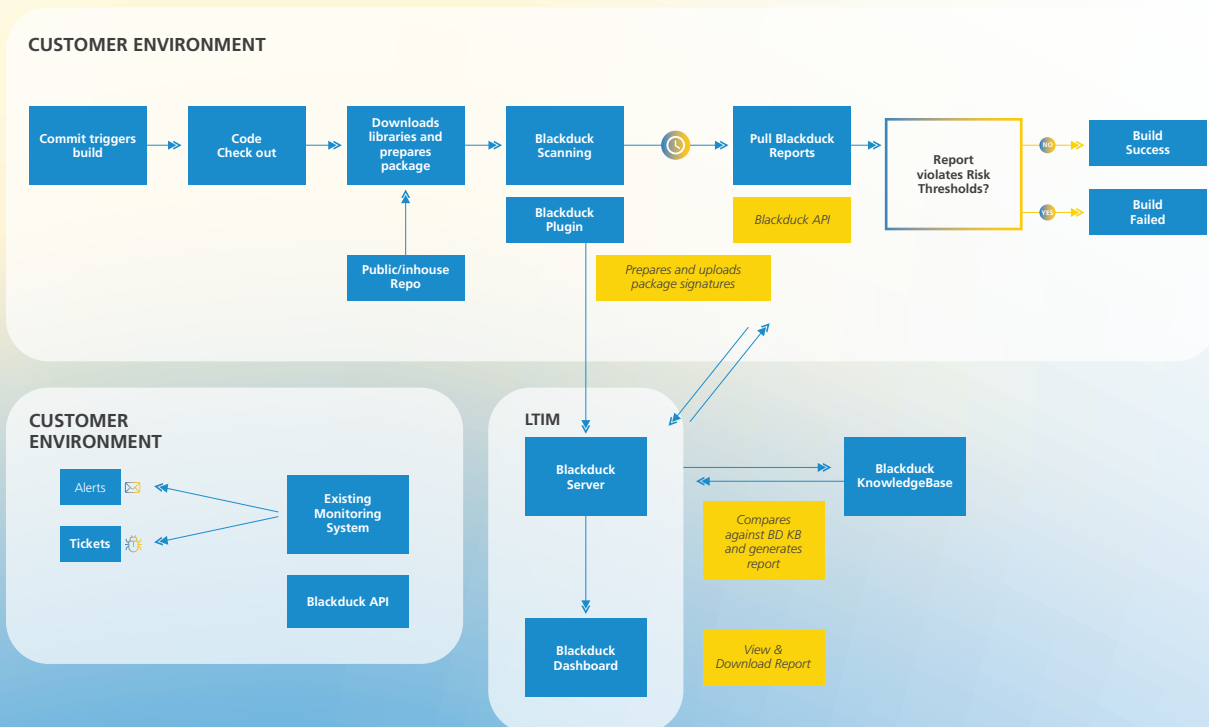 CUSTOMER ENVIRONMENT
Commit triggers
build
Code
Check out
Downloads
libraries and
prepares
package
Blackduck
Scanning
Pull Blackduck
Reports
Report
violates Risk
Thresholds?
NO
Build
Success
YES
Build
Failed
Blackduck
Plugin
Blackduck API
Public/inhouse
Repo
Prepares and uploads
package signatures
CUSTOMER
ENVIRONMENT
Alerts
Tickets
Existing
Monitoring
System
Blackduck API
LTIM
Blackduck
Server
Blackduck
KnowledgeBase
Compares
against BD KB
and generates
report
Blackduck
Dashboard
View &
Download Report